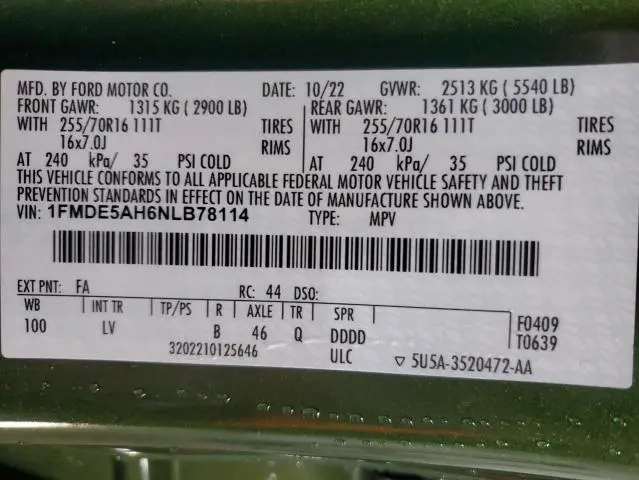 MFD. BY FORD MOTOR CO. DATE: 10/22 GVWR: 2513 KG ( 5540 LB)
FRONT GAWR: 1315 KG ( 2900 LB) REAR GAWR: 1361 KG ( 3000 LB)
WITH 255/70R16 111T TIRES WITH 255/70R16 111T TIRES
16x7.0J RIMS 16x7.0J RIMS
AT 240 kPa/ 35 PSI COLD AT 240 kPa/ 35 PSI COLD
THIS VEHICLE CONFORMS TO ALL APPLICABLE FEDERAL MOTOR VEHICLE SAFETY AND THEFT
PREVENTION STANDARDS IN EFFECT ON THE DATE OF MANUFACTURE SHOWN ABOVE.
VIN: 1FMDE5AH6NLB78114 TYPE: MPV
EXT PNT: FA RC: 44 DSO:
WB INT TR TP/PS R AXLE TR SPR
100 LV B 46 Q DDDD
F0409
T0639
3202210125646 ULC ▽ 5U5A-3520472-AA